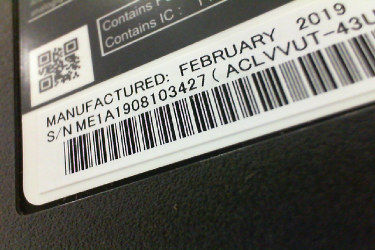 Contains
Contains IC :
MANUFACTURED: FEBRUARY 2019
S/N ME1A1908103427 ( ACLVVUT-43U